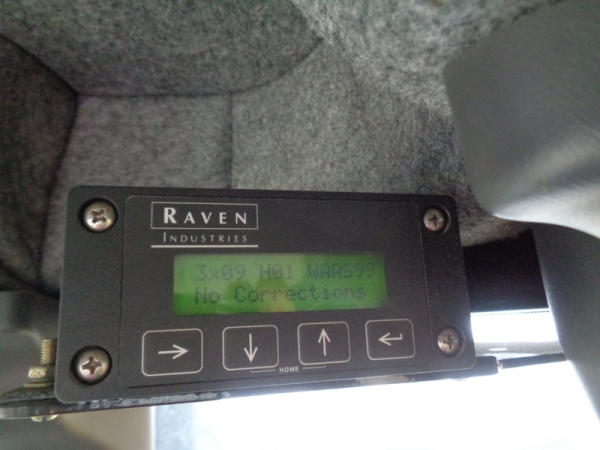 RAVEN
INDUSTRIES
3x09 H01 WAAS99
No Corrections
HOME